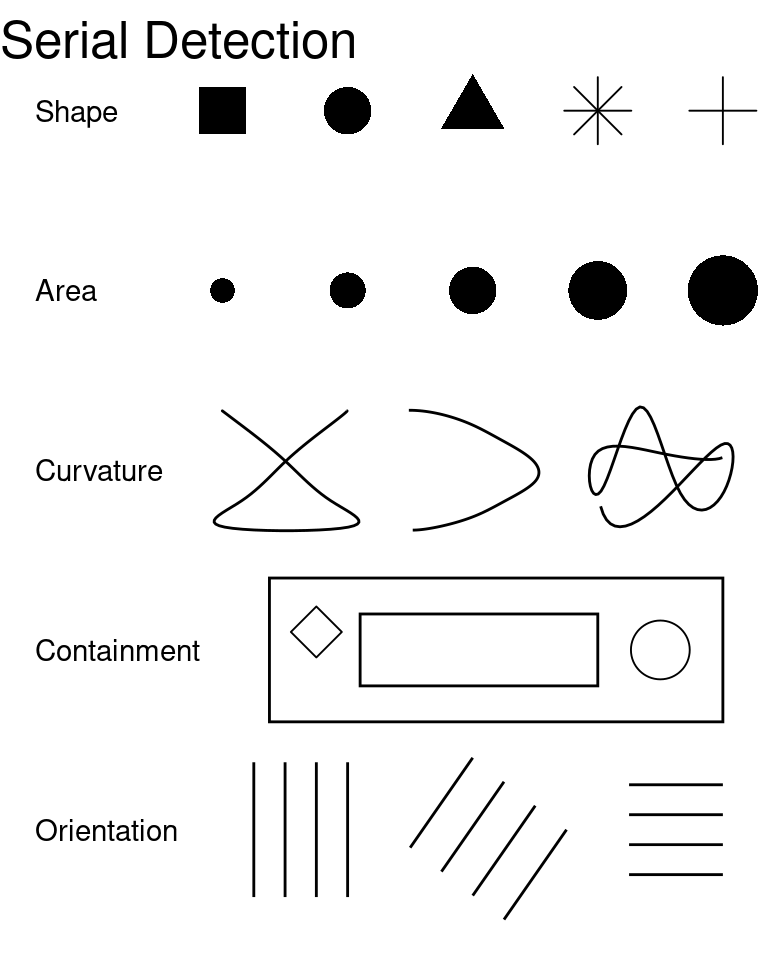 Serial Detection
Shape
Area
Curvature
Containment
Orientation